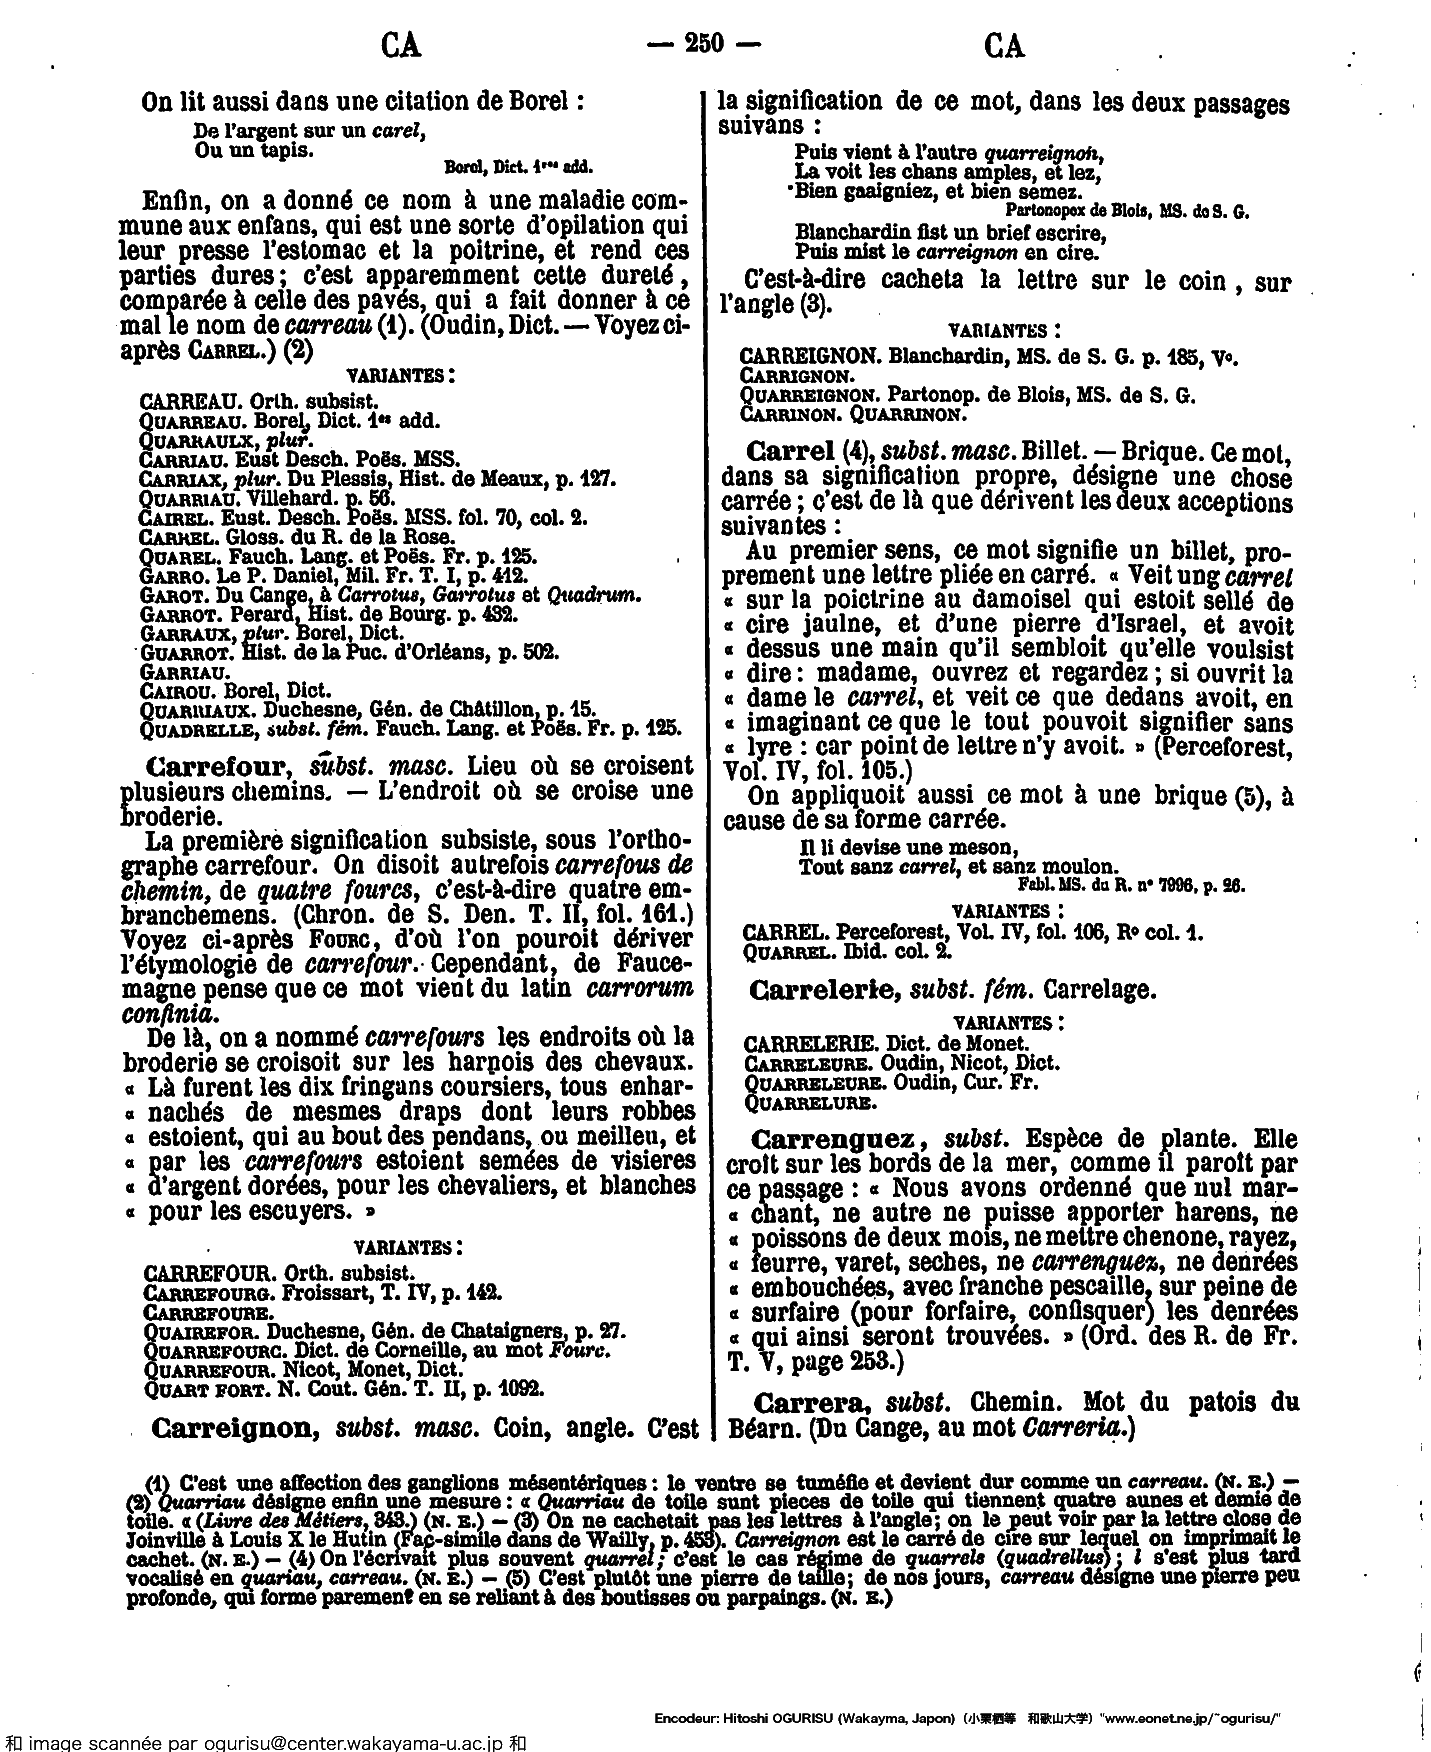 CA — 250 — CA
On lit aussi dans une citation de Borel :
De l'argent sur un carel,
Ou un tapis.
Borel, Dict. 1res add.
Enfin, on a donné ce nom à une maladie com-
mune aux enfans, qui est une sorte d'opilation qui
leur presse l'estomac et la poitrine, et rend ces
parties dures ; c'est apparemment cette dureté,
comparée à celle des pavés, qui a fait donner à ce
mal le nom de carreau (1). (Oudin, Dict. — Voyez ci-
après CARREL.) (2)
VARIANTES :
CARREAU. Orth. subsist.
QUARREAU. Borel, Dict. 1es add.
QUARRAULX, plur.
CARRIAU. Eust Desch. Poës. MSS.
CARRIAX, plur. Du Plessis, Hist. de Meaux, p. 127.
QUARRIAU. Villehard. p. 56.
CAIREL. Eust. Desch. Poës. MSS. fol. 70, col. 2.
CARREL. Gloss. du R. de la Rose.
QUAREL. Fauch. Lang. et Poës. Fr. p. 125.
GARRO. Le P. Daniel, Mil. Fr. T. I, p. 412.
GAROT. Du Cange, à Carrotus, Garrotus et Quadrum.
GARROT. Perard, Hist. de Bourg. p. 432.
GARRAUX, plur. Borel, Dict.
GUARROT. Hist. de la Puc. d'Orléans, p. 502.
GARRIAU.
CAIROU. Borel, Dict.
QUARRIAUX. Duchesne, Gén. de Châtillon, p. 15.
QUADRELLE, subst. fém. Fauch. Lang. et Poës. Fr. p. 125.
Carrefour, subst. masc. Lieu où se croisent
plusieurs chemins. — L'endroit où se croise une
broderie.
La première signification subsiste, sous l'ortho-
graphe carrefour. On disoit autrefois carrefous de
chemin, de quatre fourcs, c'est-à-dire quatre em-
branchemens. (Chron. de S. Den. T. II, fol. 161.)
Voyez ci-après FOURC, d'où l'on pouroit dériver
l'étymologie de carrefour. Cependant, de Fauce-
magne pense que ce mot vient du latin carrorum
confinia.
De là, on a nommé carrefours les endroits où la
broderie se croisoit sur les harnois des chevaux.
« Là furent les dix fringans coursiers, tous enhar-
« nachés de mesmes draps dont leurs robbes
« estoient, qui au bout des pendans, ou meilleu, et
« par les carrefours estoient semées de visieres
« d'argent dorées, pour les chevaliers, et blanches
« pour les escuyers. »
VARIANTES :
CARREFOUR. Orth. subsist.
CARREFOURG. Froissart, T. IV, p. 142.
CARREFOURE.
QUAIREFOR. Duchesne, Gén. de Chataigners, p. 27.
QUARREFOURC. Dict. de Corneille, au mot Fourc.
QUARREFOUR. Nicot, Monet, Dict.
QUART FORT. N. Cout. Gén. T. II, p. 1092.
Carreignon, subst. masc. Coin, angle. C'est
la signification de ce mot, dans les deux passages
suivans :
Puis vient à l'autre quarreignon,
La voit les chans amples, et lez,
Bien gaaigniez, et bien semez.
Partonopex de Blois, MS. de S. G.
Blanchardin fist un brief escrire,
Puis mist le carreignon en cire.
C'est-à-dire cacheta la lettre sur le coin, sur
l'angle (3).
VARIANTES :
CARREIGNON. Blanchardin, MS. de S. G. p. 185, Vo.
CARRIGNON.
QUARREIGNON. Partonop. de Blois, MS. de S. G.
CARRINON. QUARRINON.
Carrel (4), subst. masc. Billet. — Brique. Ce mot,
dans sa signification propre, désigne une chose
carrée ; c'est de là que dérivent les deux acceptions
suivantes :
Au premier sens, ce mot signifie un billet, pro-
prement une lettre pliée en carré. « Veit ung carrel
« sur la poictrine au damoisel qui estoit sellé de
« cire jaulne, et d'une pierre d'Israel, et avoit
« dessus une main qu'il sembloit qu'elle voulsist
« dire : madame, ouvrez et regardez ; si ouvrit la
« dame le carrel, et veit ce que dedans avoit, en
« imaginant ce que le tout pouvoit signifier sans
« lyre : car point de lettre n'y avoit. » (Perceforest,
Vol. IV, fol. 105.)
On appliquoit aussi ce mot à une brique (5), à
cause de sa forme carrée.
Il li devise une meson,
Tout sanz carrel, et sanz moulon.
Fabl. MS. du R. no 7996, p. 26.
VARIANTES :
CARREL. Perceforest, Vol. IV, fol. 106, Ro col. 1.
QUARREL. Ibid. col. 2.
Carrelerie, subst. fém. Carrelage.
VARIANTES :
CARRELERIE. Dict. de Monet.
CARRELEURE. Oudin, Nicot, Dict.
QUARRELEURE. Oudin, Cur. Fr.
QUARRELURE.
Carrenguez, subst. Espèce de plante. Elle
croît sur les bords de la mer, comme il paroît par
ce passage : « Nous avons ordenné que nul mar-
« chant, ne autre ne puisse apporter harens, ne
« poissons de deux mois, ne mettre chenone, rayez,
« feurre, varet, seches, ne carrenguez, ne denrées
« embouchées, avec franche pescaille, sur peine de
« surfaire (pour forfaire, confisquer) les denrées
« qui ainsi seront trouvées. » (Ord. des R. de Fr.
T. V, page 253.)
Carrera, subst. Chemin. Mot du patois du
Béarn. (Du Cange, au mot Carreria.)
(1) C'est une affection des ganglions mésentériques : le ventre se tuméfie et devient dur comme un carreau. (N. E.) —
(2) Quarriau désigne enfin une mesure : « Quarriau de toile sunt pieces de toile qui tiennent quatre aunes et demie de
toile. « (Livre des Métiers, 343.) (N. E.) — (3) On ne cachetait pas les lettres à l'angle ; on le peut voir par la lettre close de
Joinville à Louis X le Hutin (Fac-simile dans de Wailly, p. 453). Carreignon est le carré de cire sur lequel on imprimait le
cachet. (N. E.) — (4) On l'écrivait plus souvent quarrel ; c'est le cas régime de quarrels (quadrellus) ; l s'est plus tard
vocalisé en quariau, carreau. (N. E.) — (5) C'est plutôt une pierre de taille ; de nos jours, carreau désigne une pierre peu
profonde, qui forme parement en se reliant à des boutisses ou parpaings. (N. E.)
Encodeur: Hitoshi OGURISU (Wakayma, Japon)（小栗栖等 和歌山大学）"www.eonet.ne.jp/~ogurisu/"
和 image scannée par ogurisu@center.wakayama-u.ac.jp 和